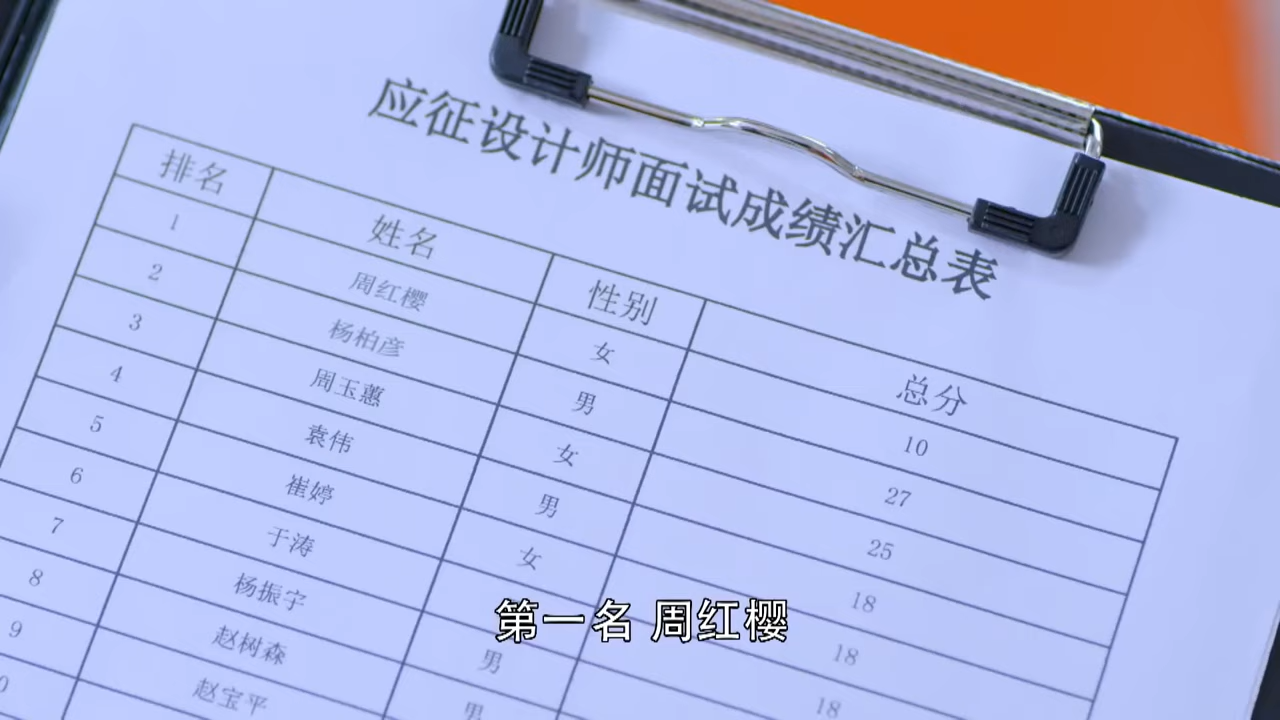 应征设计师面试成绩汇总表
排名 姓名 性别 总分
1 周红樱 女 10
2 杨柏彦 男 27
3 周玉蕙 女 25
4 袁伟 男 18
5 崔婷 女 18
6 于涛 18
7 杨振宇 男
8 赵树森 男
9 赵宝平
第一名 周红樱